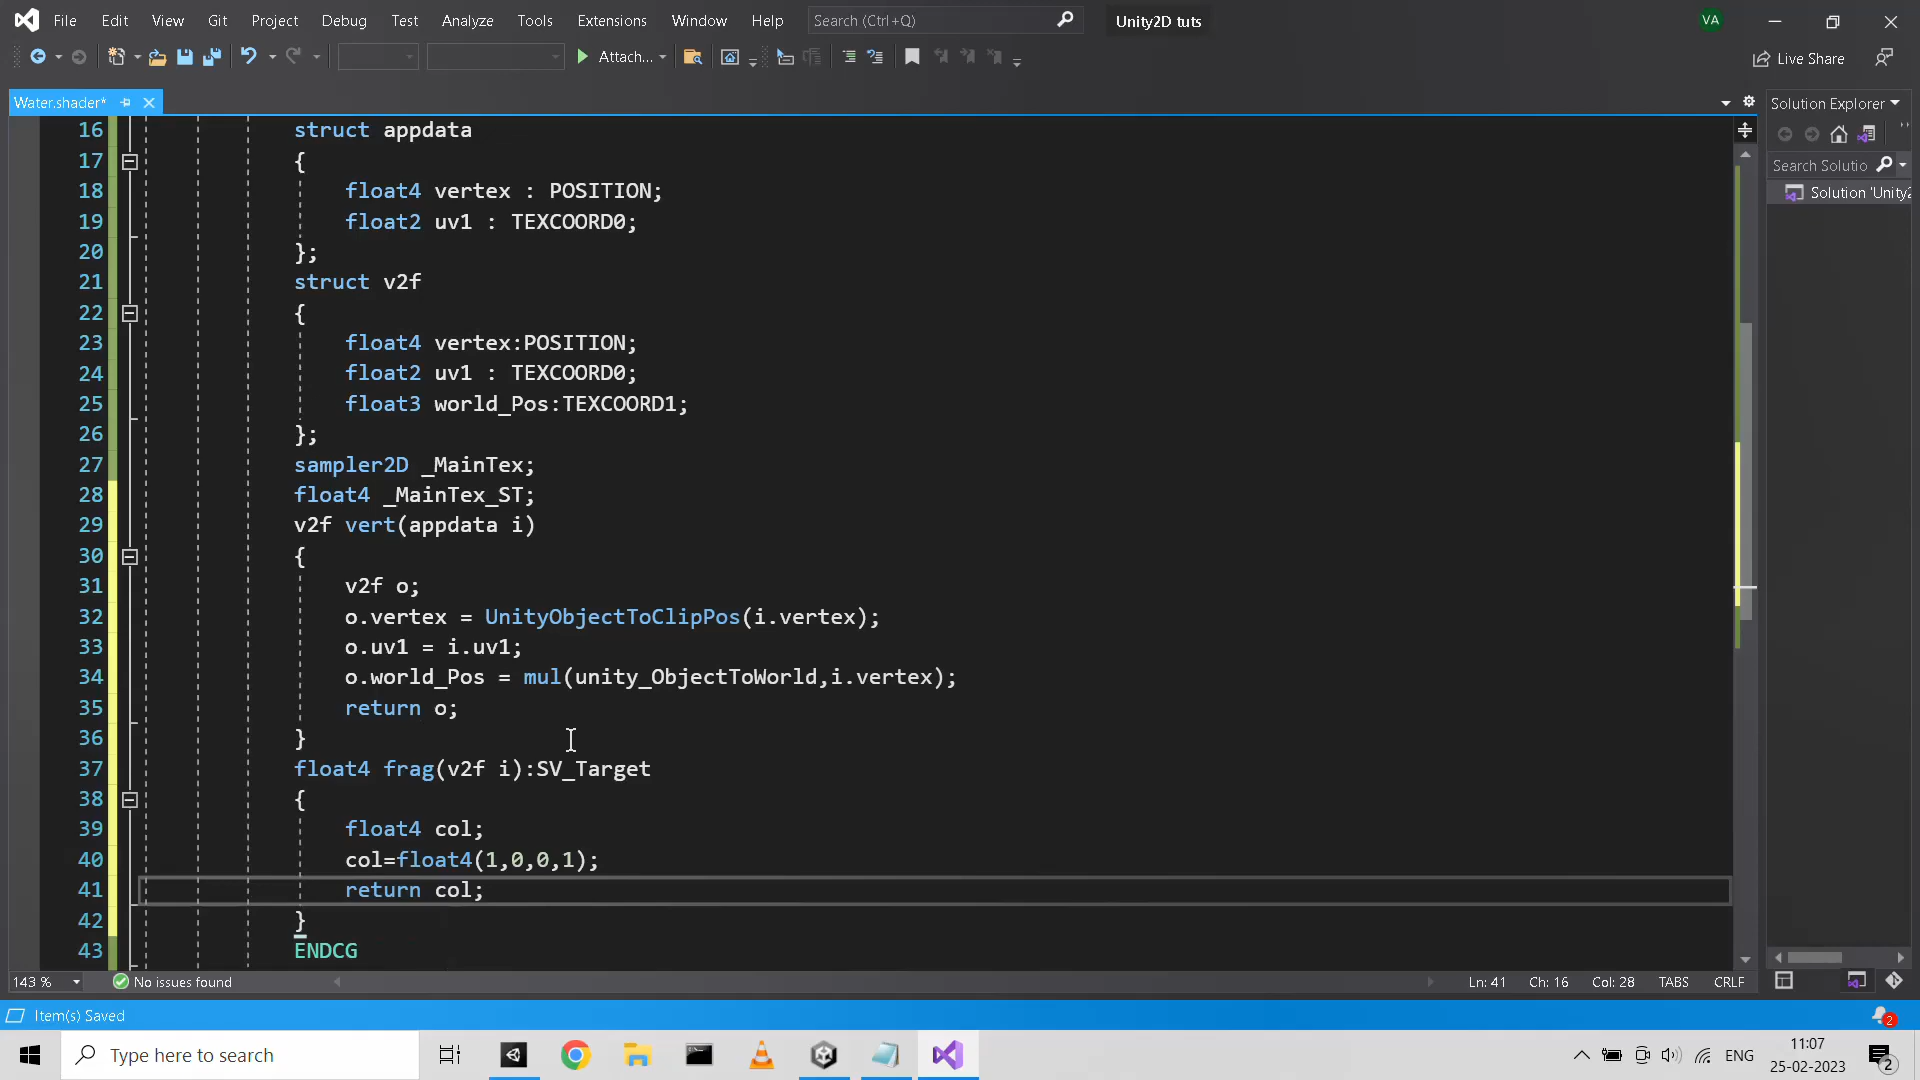 File Edit View Git Project Debug Test Analyze Tools Extensions Window Help Search (Ctrl+Q) Unity2D tuts VA
Attach... Live Share
Water.shader* Solution Explorer
16 struct appdata
17 {
18 float4 vertex : POSITION;
19 float2 uv1 : TEXCOORD0;
20 };
21 struct v2f
22 {
23 float4 vertex:POSITION;
24 float2 uv1 : TEXCOORD0;
25 float3 world_Pos:TEXCOORD1;
26 };
27 sampler2D _MainTex;
28 float4 _MainTex_ST;
29 v2f vert(appdata i)
30 {
31 v2f o;
32 o.vertex = UnityObjectToClipPos(i.vertex);
33 o.uv1 = i.uv1;
34 o.world_Pos = mul(unity_ObjectToWorld,i.vertex);
35 return o;
36 }
37 float4 frag(v2f i):SV_Target
38 {
39 float4 col;
40 col=float4(1,0,0,1);
41 return col;
42 }
43 ENDCG
Search Solutio
Solution 'Unity2
143 % No issues found Ln: 41 Ch: 16 Col: 28 TABS CRLF
Item(s) Saved 2
Type here to search ENG 11:07
25-02-2023 2